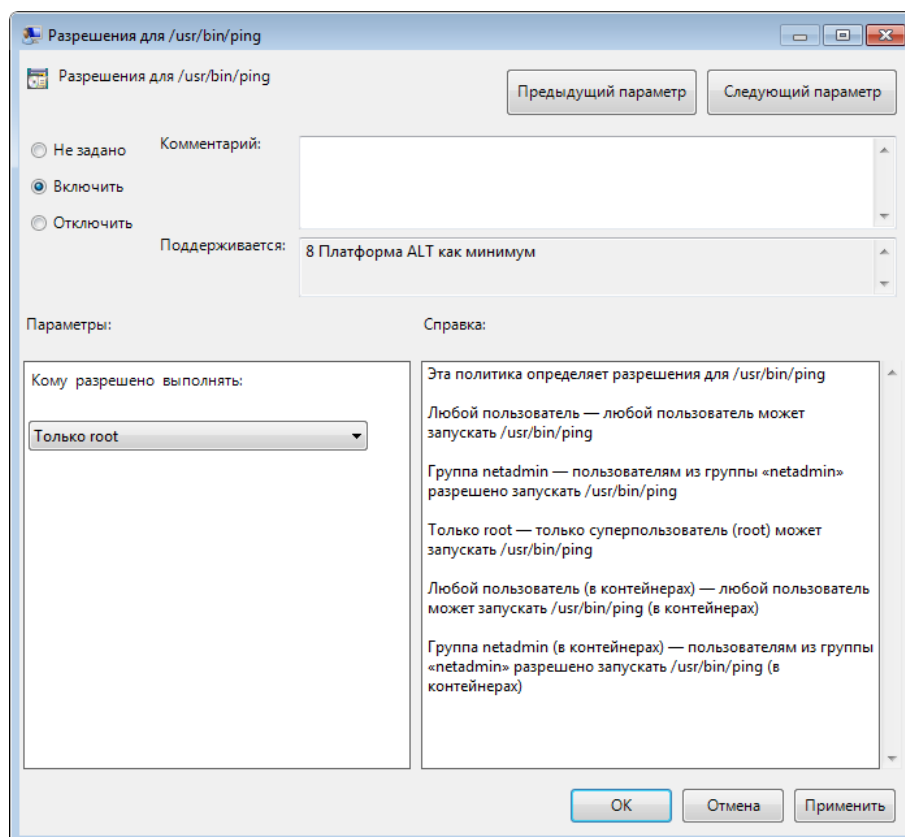 Разрешения для /usr/bin/ping
Разрешения для /usr/bin/ping
Предыдущий параметр
Следующий параметр
Не задано
Комментарий:
Включить
Отключить
Поддерживается:
8 Платформа ALT как минимум
Параметры:
Справка:
Кому разрешено выполнять:
Только root
Эта политика определяет разрешения для /usr/bin/ping
Любой пользователь — любой пользователь может
запускать /usr/bin/ping
Группа netadmin — пользователям из группы «netadmin»
разрешено запускать /usr/bin/ping
Только root — только суперпользователь (root) может
запускать /usr/bin/ping
Любой пользователь (в контейнерах) — любой пользователь
может запускать /usr/bin/ping (в контейнерах)
Группа netadmin (в контейнерах) — пользователям из группы
«netadmin» разрешено запускать /usr/bin/ping (в
контейнерах)
ОК
Отмена
Применить